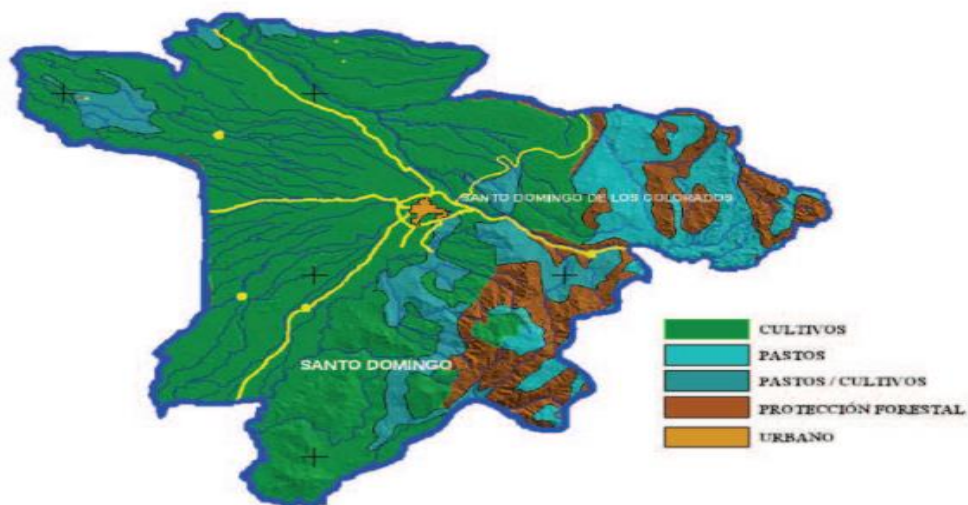 SANTO DOMINGO DE LOS COLORADOS
SANTO DOMINGO
CULTIVOS
PASTOS
PASTOS / CULTIVOS
PROTECCIÓN FORESTAL
URBANO